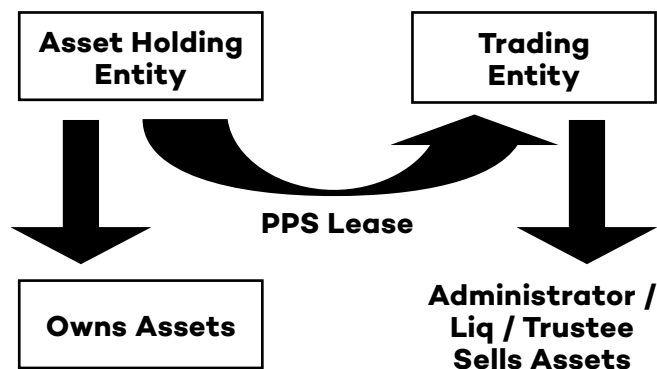 Asset Holding
Entity
Trading
Entity
PPS Lease
Owns Assets
Administrator /
Liq / Trustee
Sells Assets